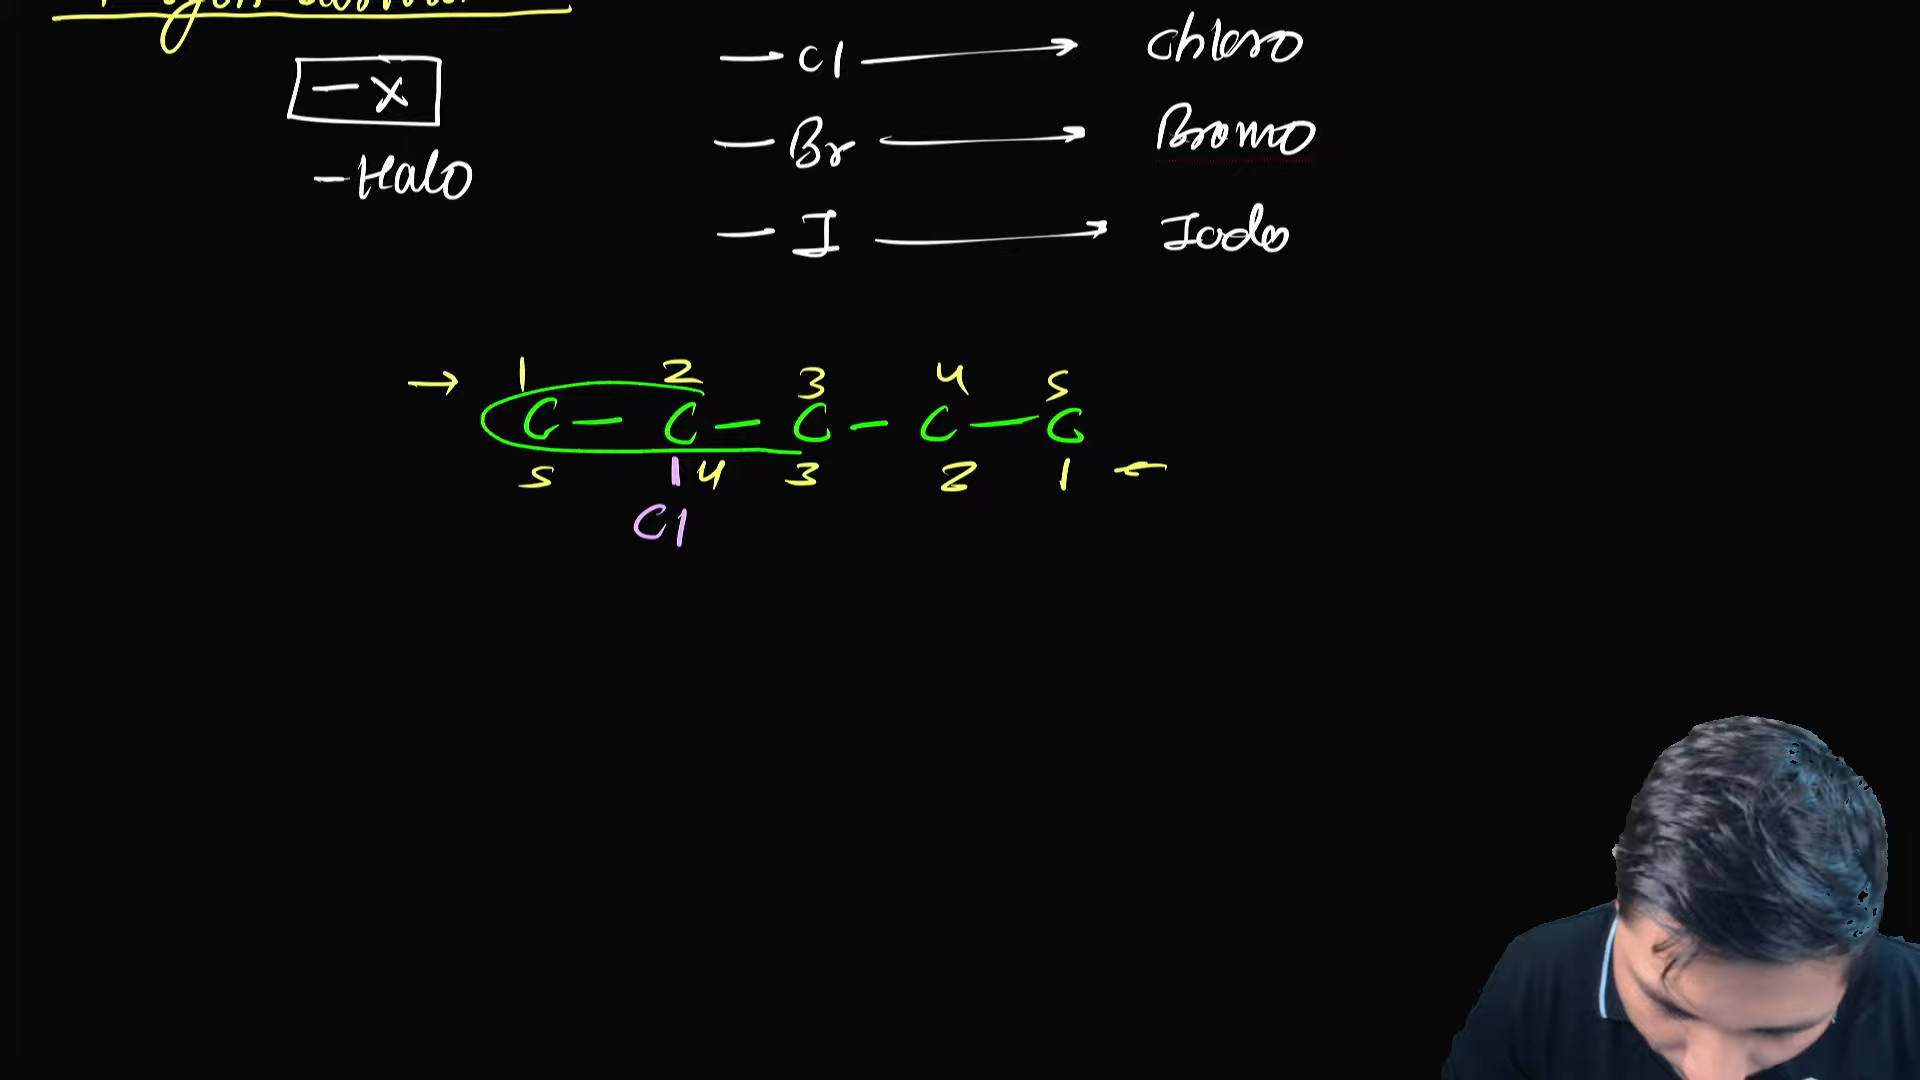 - Cl → Chloro
- X
- Br → Bromo
- Halo
- I → Iodo
→ 1 2 3 4 5
C - C - C - C - C
5 4 3 2 1 ←
Cl